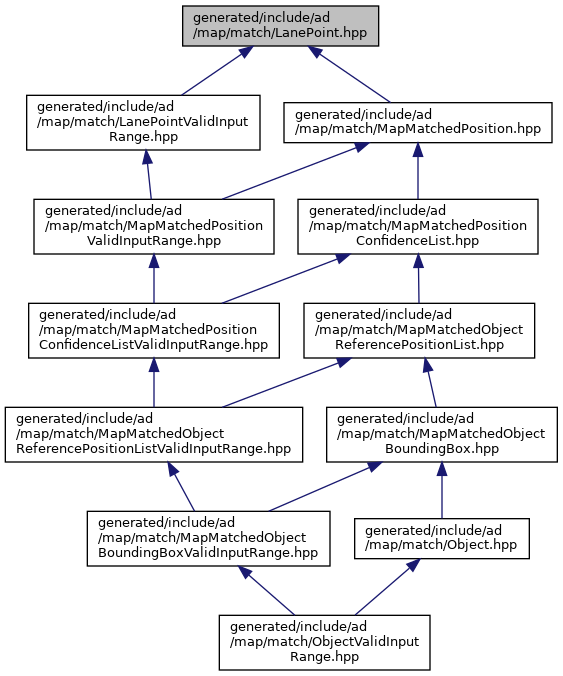 generated/include/ad
/map/match/LanePoint.hpp
generated/include/ad
/map/match/LanePointValidInput
Range.hpp
generated/include/ad
/map/match/MapMatchedPosition.hpp
generated/include/ad
/map/match/MapMatchedPosition
ValidInputRange.hpp
generated/include/ad
/map/match/MapMatchedPosition
ConfidenceList.hpp
generated/include/ad
/map/match/MapMatchedPosition
ConfidenceListValidInputRange.hpp
generated/include/ad
/map/match/MapMatchedObject
ReferencePositionList.hpp
generated/include/ad
/map/match/MapMatchedObject
ReferencePositionListValidInputRange.hpp
generated/include/ad
/map/match/MapMatchedObject
BoundingBox.hpp
generated/include/ad
/map/match/MapMatchedObject
BoundingBoxValidInputRange.hpp
generated/include/ad
/map/match/Object.hpp
generated/include/ad
/map/match/ObjectValidInput
Range.hpp